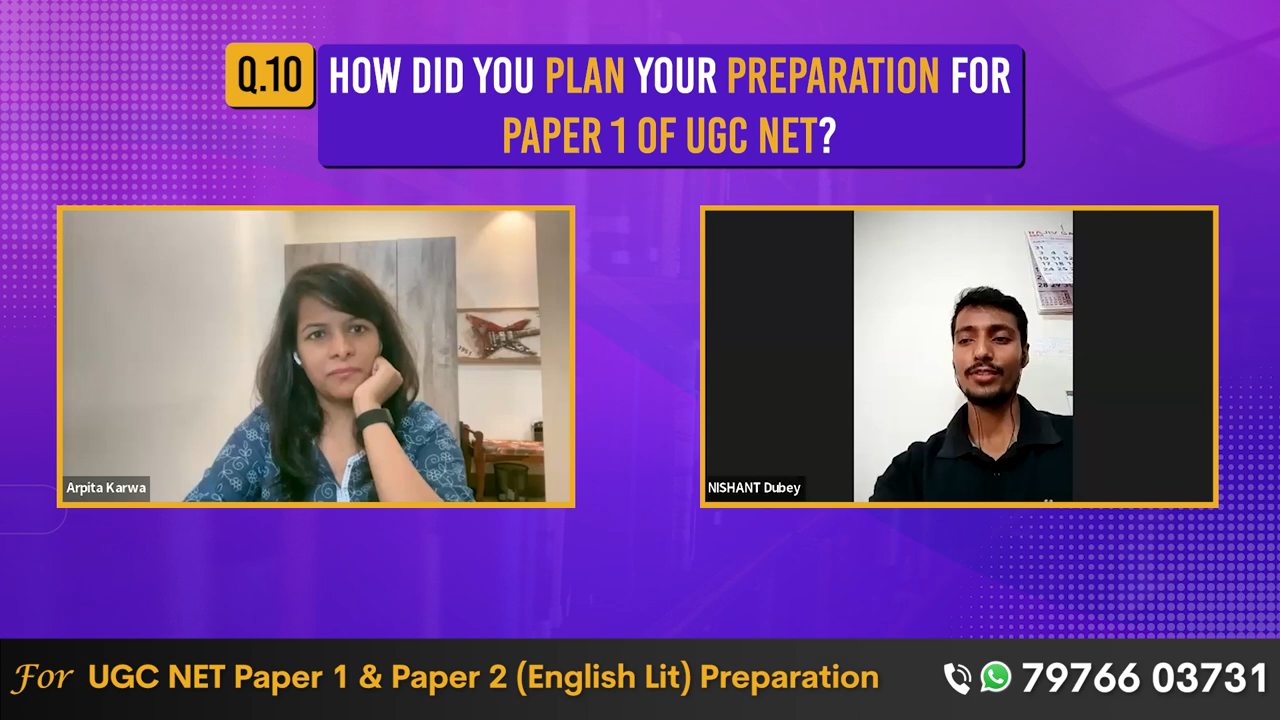 Q.10
HOW DID YOU PLAN YOUR PREPARATION FOR
PAPER 1 OF UGC NET?
Arpita Karwa
NISHANT Dubey
For UGC NET Paper 1 & Paper 2 (English Lit) Preparation
79766 03731